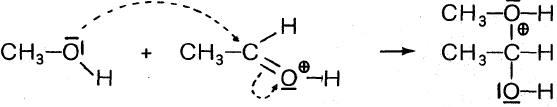 CH₃—O̅| H + CH₃—C H O⊕—H → CH₃—O—H ⊕
CH₃—C—H
|O—H